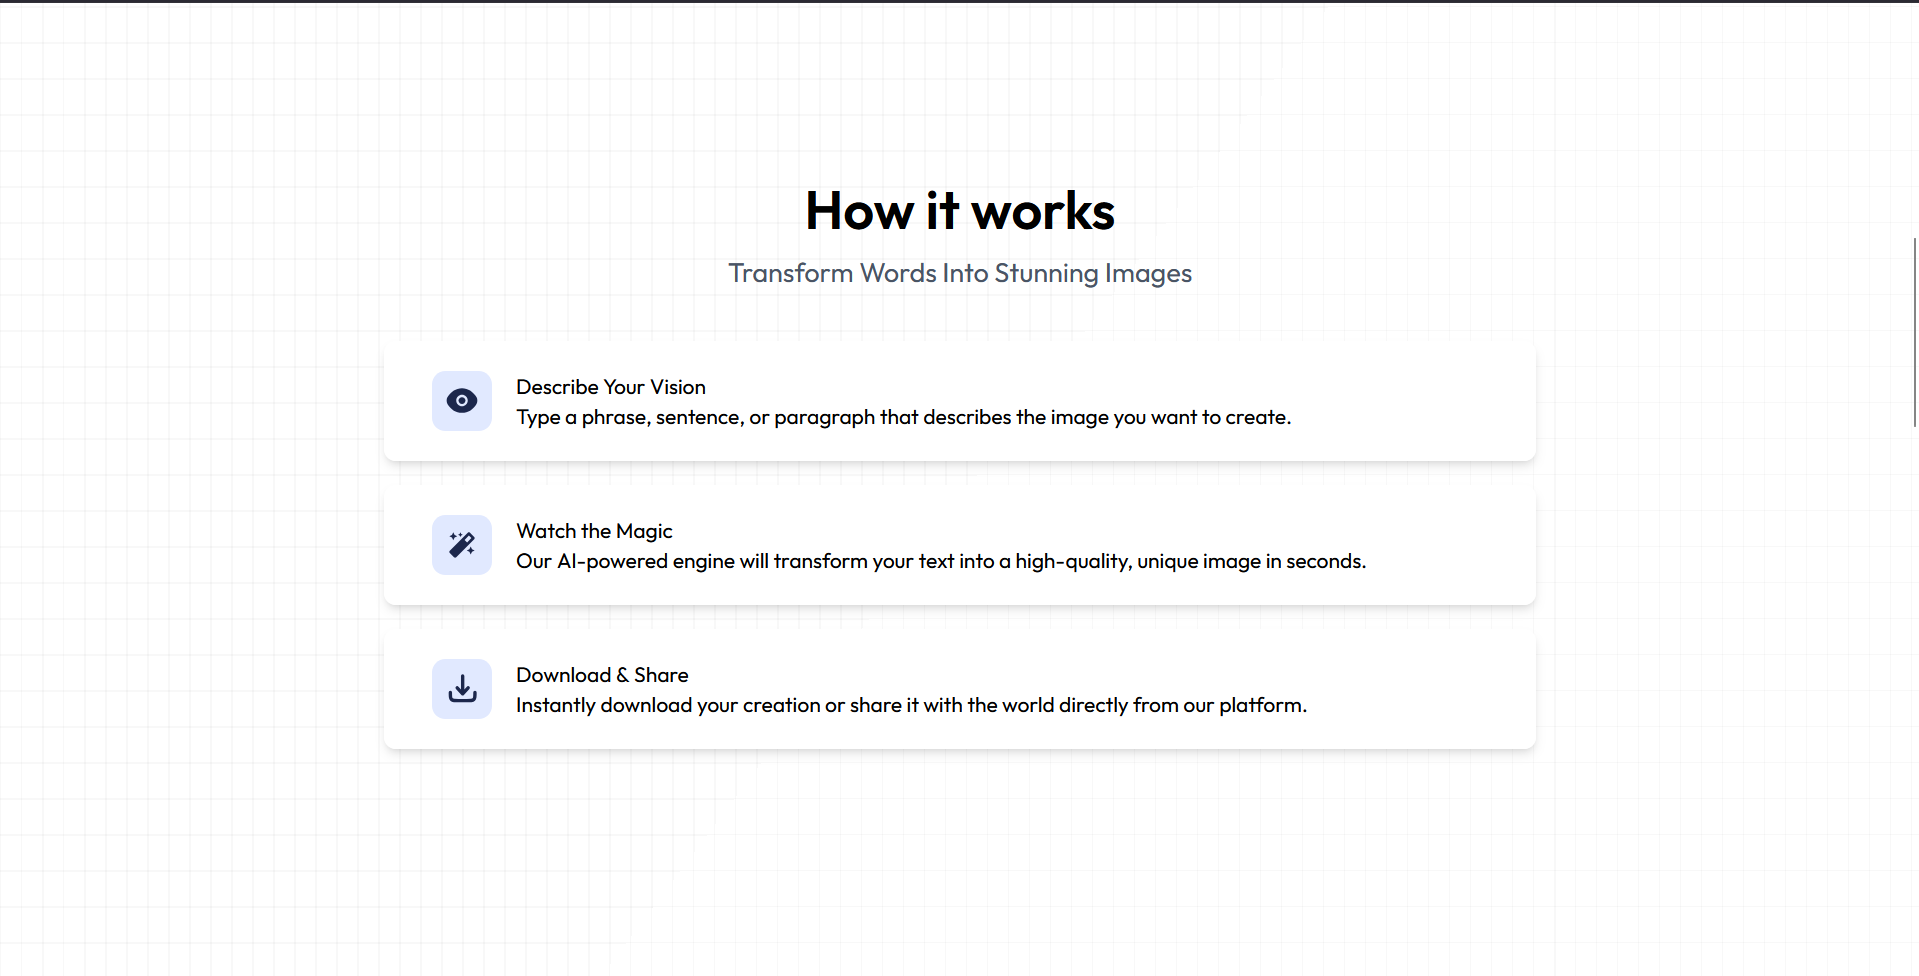 How it works
Transform Words Into Stunning Images
Describe Your Vision
Type a phrase, sentence, or paragraph that describes the image you want to create.
Watch the Magic
Our AI-powered engine will transform your text into a high-quality, unique image in seconds.
Download & Share
Instantly download your creation or share it with the world directly from our platform.